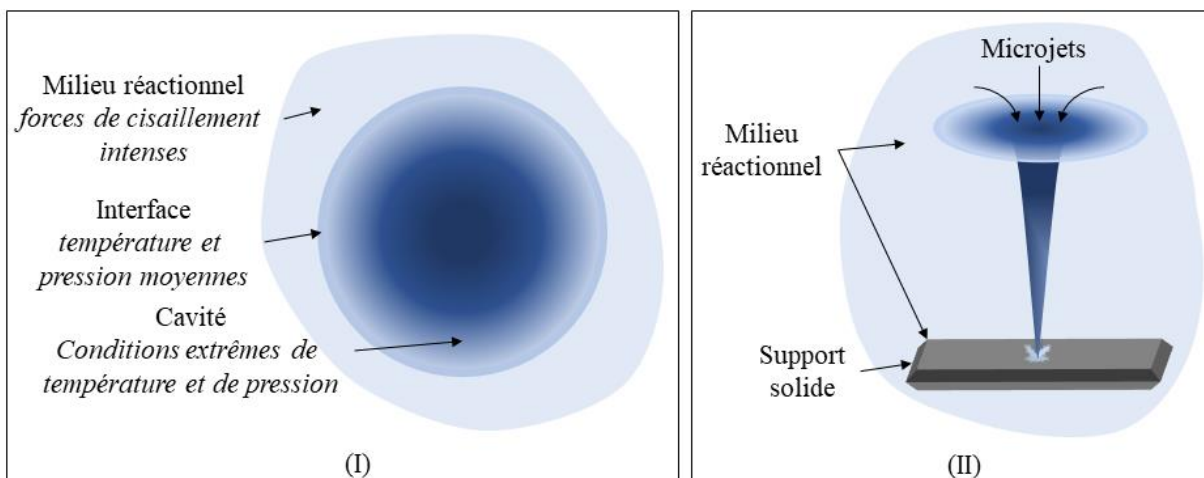 Milieu réactionnel
forces de cisaillement
intenses
Interface
température et
pression moyennes
Cavité
Conditions extrêmes de
température et de pression
(I)
Microjets
Milieu
réactionnel
Support
solide
(II)